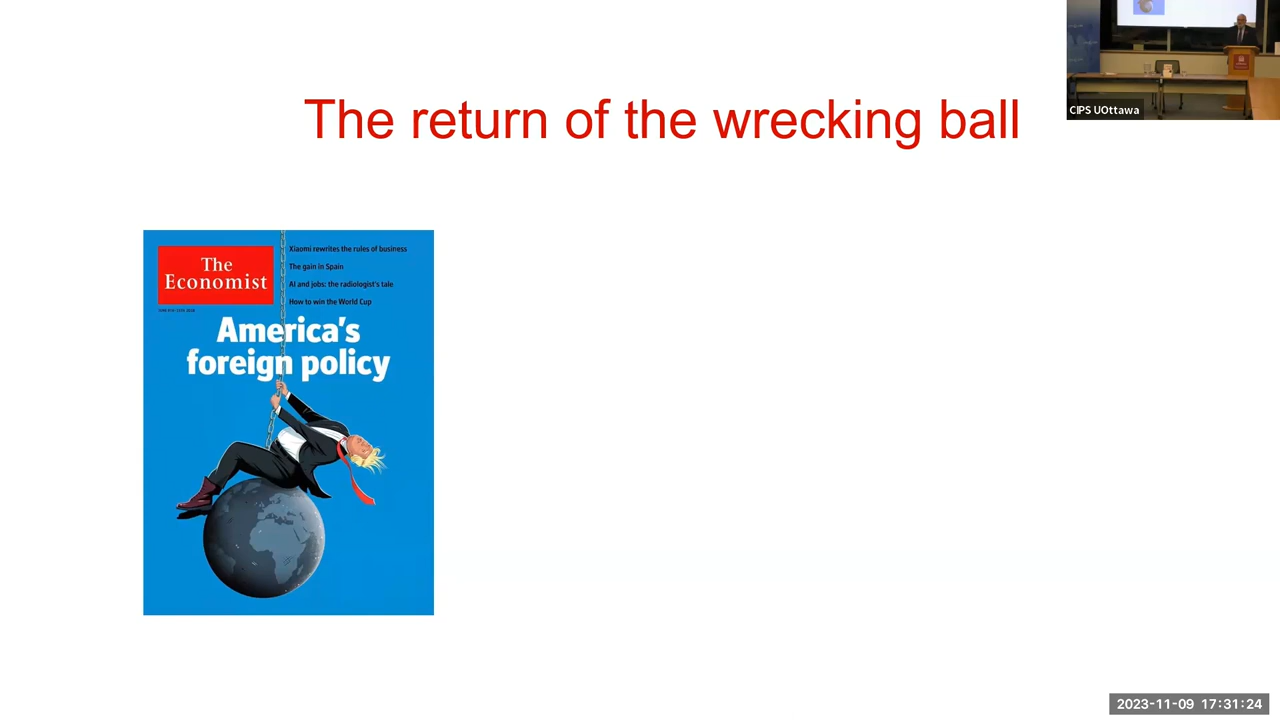 The return of the wrecking ball
CIPS UOttawa
The
Economist
Xiaomi rewrites the rules of business
The gain in Spain
AI and jobs: the radiologist's tale
How to win the World Cup
America's
foreign policy
2023-11-09 17:31:24